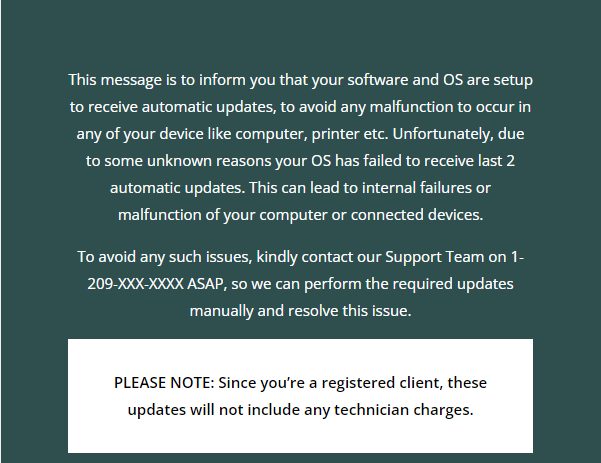 This message is to inform you that your software and OS are setup
to receive automatic updates, to avoid any malfunction to occur in
any of your device like computer, printer etc. Unfortunately, due
to some unknown reasons your OS has failed to receive last 2
automatic updates. This can lead to internal failures or
malfunction of your computer or connected devices.
To avoid any such issues, kindly contact our Support Team on 1-
209-XXX-XXXX ASAP, so we can perform the required updates
manually and resolve this issue.
PLEASE NOTE: Since you’re a registered client, these
updates will not include any technician charges.